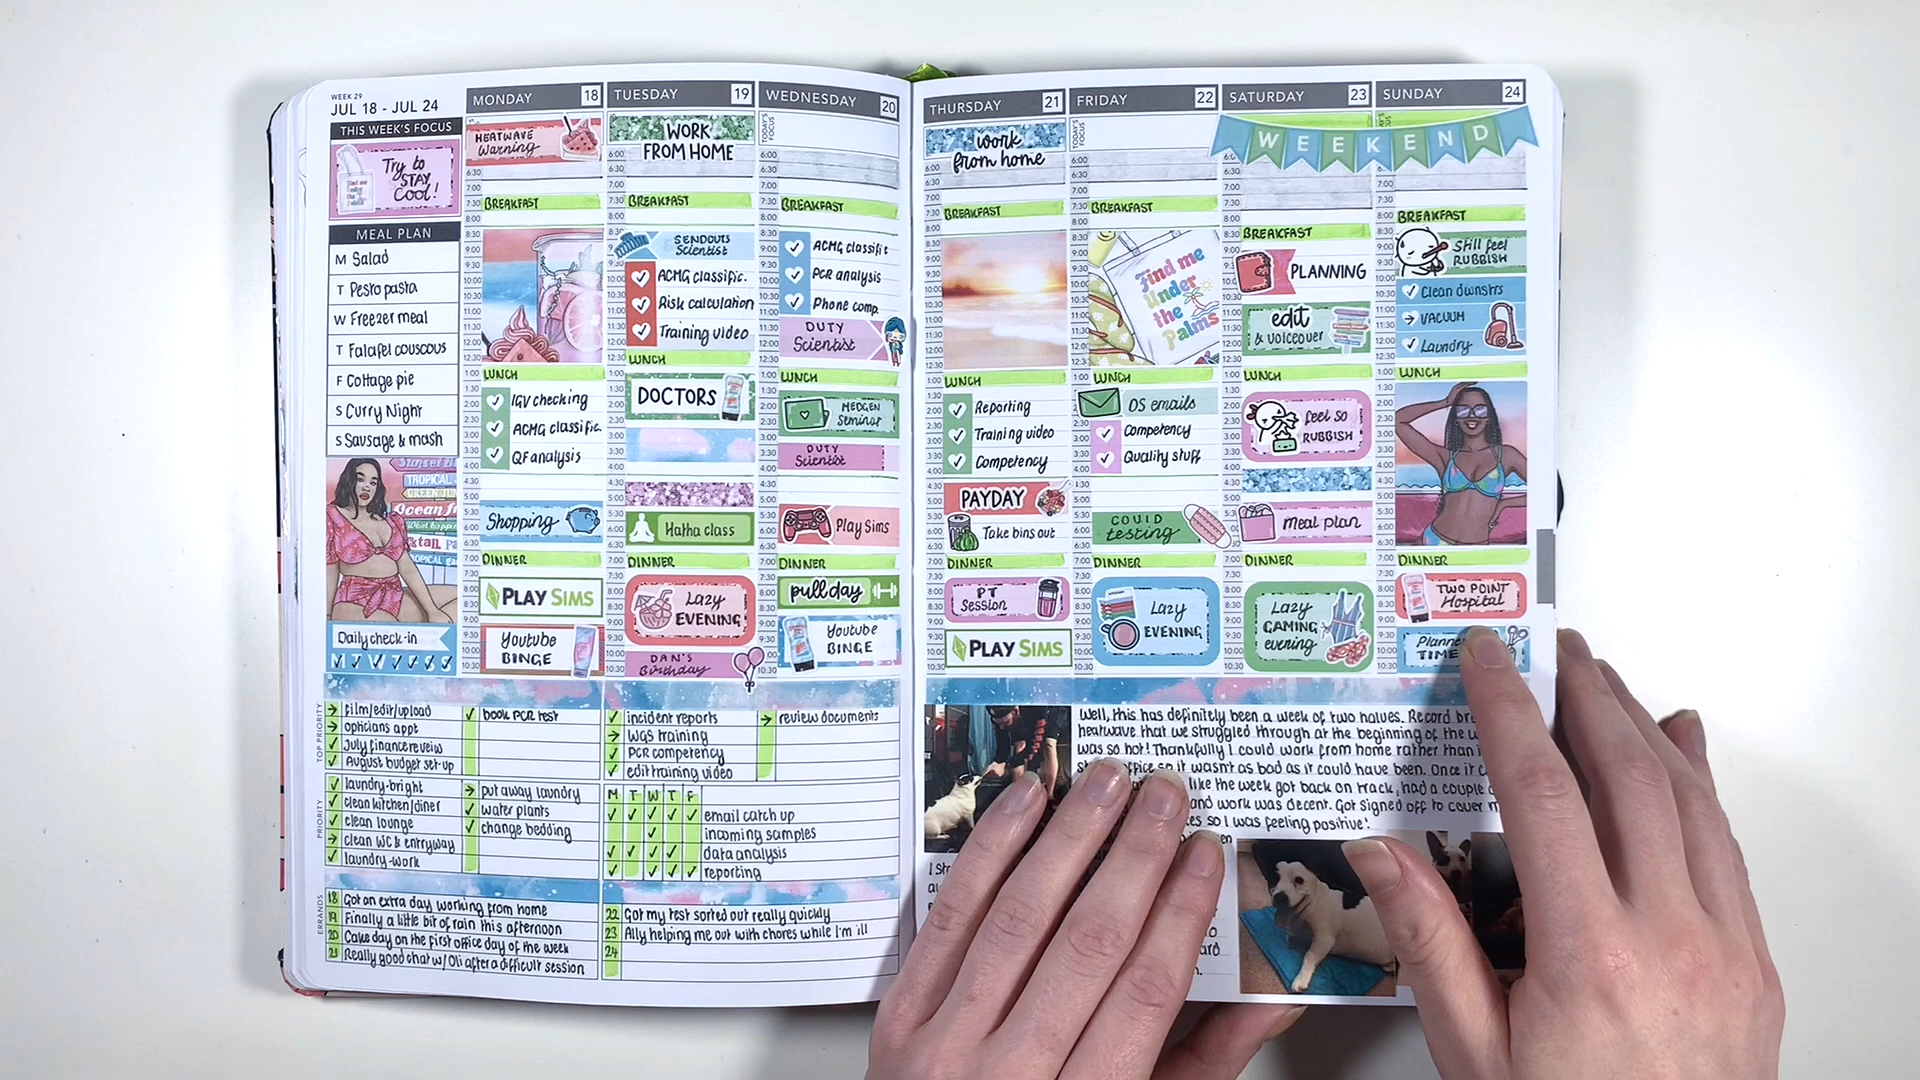 WEEK 29
JUL 18 - JUL 24
THIS WEEK'S FOCUS
Try to
STAY
Cool!
MEAL PLAN
M Salad
T Pesto pasta
W Freezer meal
T Falafel couscous
F Cottage pie
S Curry Night
S Sausage & mash
Daily check-in
M T W
MONDAY 18
HEATWAVE
Warning
BREAKFAST
LUNCH
IGV checking
ACMG classific.
QF analysis
Shopping
DINNER
PLAY SIMS
Youtube
BINGE
TUESDAY 19
WORK
FROM HOME
BREAKFAST
SENDOUTS
Scientist
ACMG classific.
Risk calculation
Training video
LUNCH
DOCTORS
Hatha class
DINNER
Lazy
EVENING
DAN'S
Birthday
WEDNESDAY 20
TODAY'S FOCUS
BREAKFAST
ACMG classific
PCR analysis
Phone comp.
DUTY
Scientist
LUNCH
MEDGEN
Seminar
DUTY
Scientist
Play Sims
DINNER
pull day
Youtube
BINGE
THURSDAY 21
work
from home
BREAKFAST
LUNCH
Reporting
Training video
Competency
PAYDAY
Take bins out
DINNER
PT
Session
PLAY SIMS
FRIDAY 22
TODAY'S FOCUS
BREAKFAST
Find me
Under
the
Palms
LUNCH
DS emails
Competency
Quality stuff
COVID
testing
DINNER
Lazy
EVENING
SATURDAY 23
WEEKEND
BREAKFAST
PLANNING
edit
& voiceover
LUNCH
feel so
RUBBISH
Meal plan
DINNER
Lazy
GAMING
evening
SUNDAY 24
BREAKFAST
Still feel
RUBBISH
Clean dwnstrs
VACUUM
Laundry
LUNCH
DINNER
TWO POINT
Hospital
Planner
TIME
TOP PRIORITY
film/edit/upload
opticians appt
July finance reveiw
August budget set-up
book PCR test
incident reports
WGS training
PCR competency
edit training video
review documents
PRIORITY
laundry-bright
clean kitchen/diner
clean lounge
clean WC & entryway
laundry-work
put away laundry
water plants
change bedding
M T W T F
email catch up
incoming samples
data analysis
reporting
ERRANDS
18 Got an extra day working from home
19 Finally a little bit of rain this afternoon
20 Cake day on the first office day of the week
21 Really good chat w/ Oli after a difficult session
22 Got my test sorted out really quickly
23 Ally helping me out with chores while I'm ill
24
Well, this has definitely been a week of two halves. Record
heatwave that we struggled through at the beginning of the
was so hot! Thankfully I could work from home rather than
so it wasn't as bad as it could have been. Once it
like the week got back on track, had a couple
and work was decent. Got signed off to cover
so I was feeling positive!